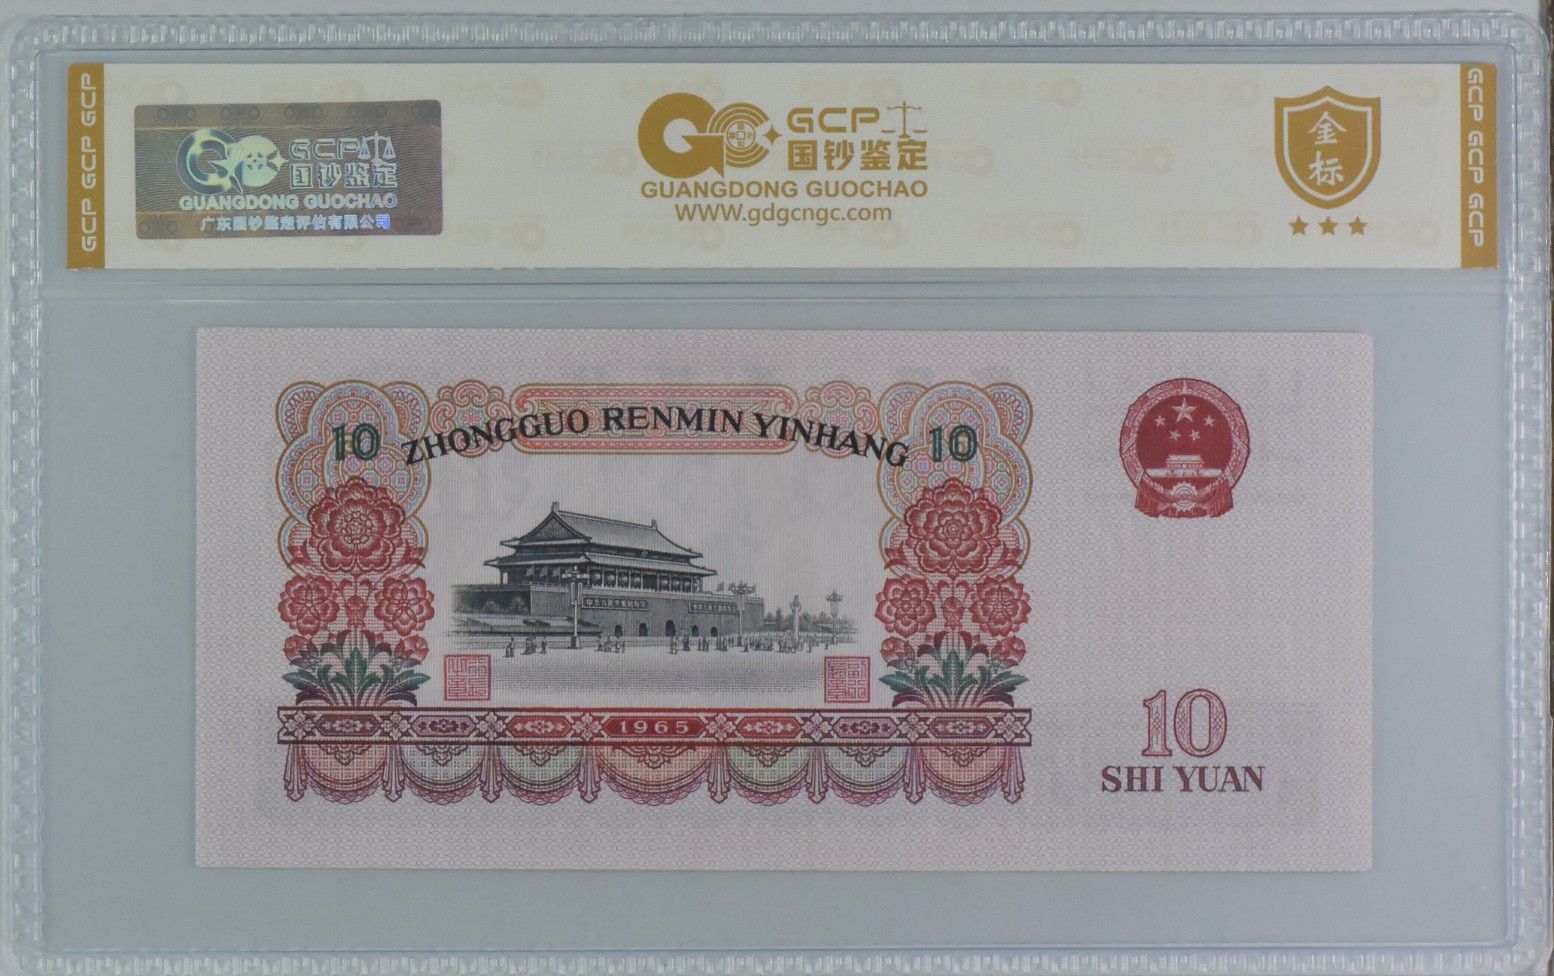 GCP GCP GCP
GCP
国钞鉴定
GUANGDONG GUOCHAO
广东国钞鉴定评估有限公司
GCP
国钞鉴定
GUANGDONG GUOCHAO
WWW.gdgcngc.com
金
标
GCP GCP GCP
10 ZHONGGUO RENMIN YINHANG 10
1965
10
SHI YUAN